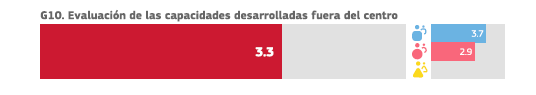 G10. Evaluación de las capacidades desarrolladas fuera del centro
3.3
3.7
2.9